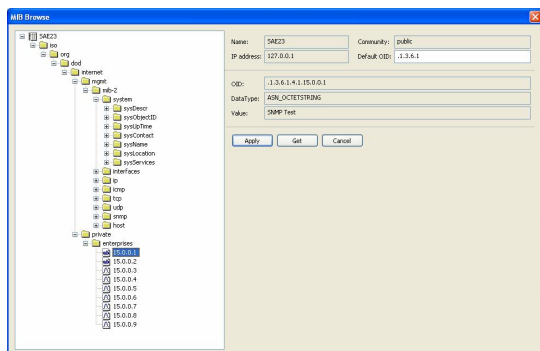 MIB Browse
SAE23
iso
org
dod
internet
mgmt
mib-2
system
sysDescr
sysObjectID
sysUpTime
sysContact
sysName
sysLocation
sysServices
interfaces
ip
icmp
tcp
udp
snmp
host
private
enterprises
15.0.0.1
15.0.0.2
15.0.0.3
15.0.0.4
15.0.0.5
15.0.0.6
15.0.0.7
15.0.0.8
15.0.0.9
Name: SAE23 Community: public
IP address: 127.0.0.1 Default OID: .1.3.6.1
OID: .1.3.6.1.4.1.15.0.0.1
DataType: ASN_OCTETSTRING
Value: SNMP Test
Apply Get Cancel